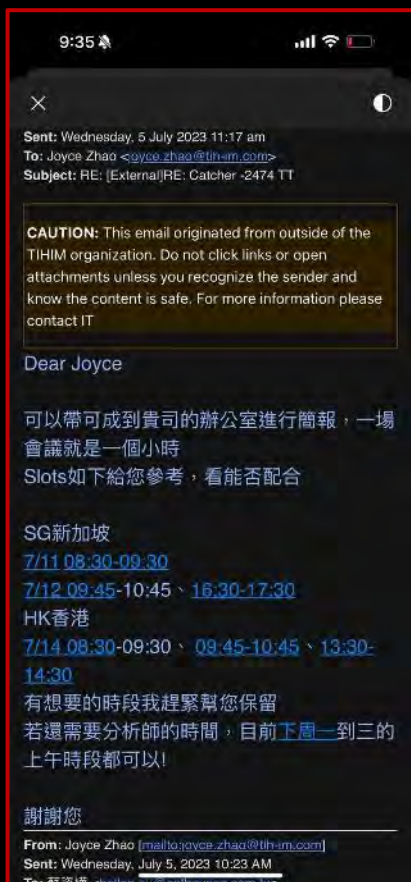 9:35
×
Sent: Wednesday, 5 July 2023 11:17 am
To: Joyce Zhao <joyce.zhao@tih-im.com>
Subject: RE: [External]RE: Catcher -2474 TT
CAUTION: This email originated from outside of the
TIHIM organization. Do not click links or open
attachments unless you recognize the sender and
know the content is safe. For more information please
contact IT
Dear Joyce
可以帶可成到貴司的辦公室進行簡報，一場
會議就是一個小時
Slots如下給您參考，看能否配合
SG新加坡
7/11 08:30-09:30
7/12 09:45-10:45、16:30-17:30
HK香港
7/14 08:30-09:30、 09:45-10:45、13:30-
14:30
有想要的時段我趕緊幫您保留
若還需要分析師的時間，目前下周一到三的
上午時段都可以!
謝謝您
From: Joyce Zhao [mailto:joyce.zhao@tih-im.com]
Sent: Wednesday, July 5, 2023 10:23 AM
To: